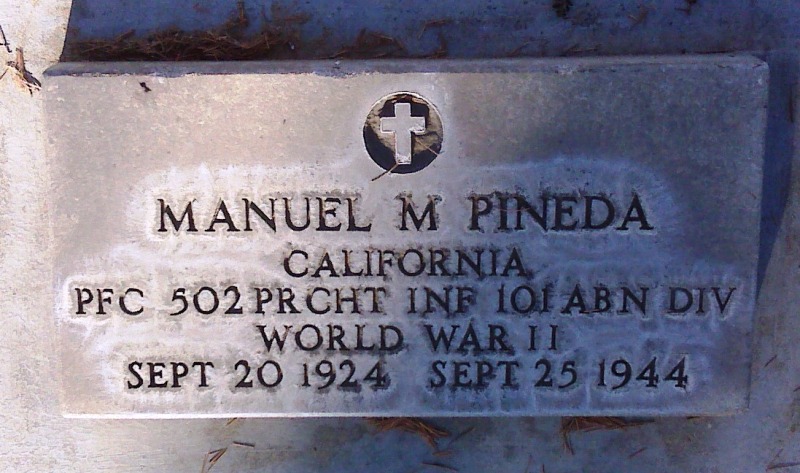 MANUEL M PINEDA
CALIFORNIA
PFC 502 PRCHT INF 101 ABN DIV
WORLD WAR II
SEPT 20 1924 SEPT 25 1944